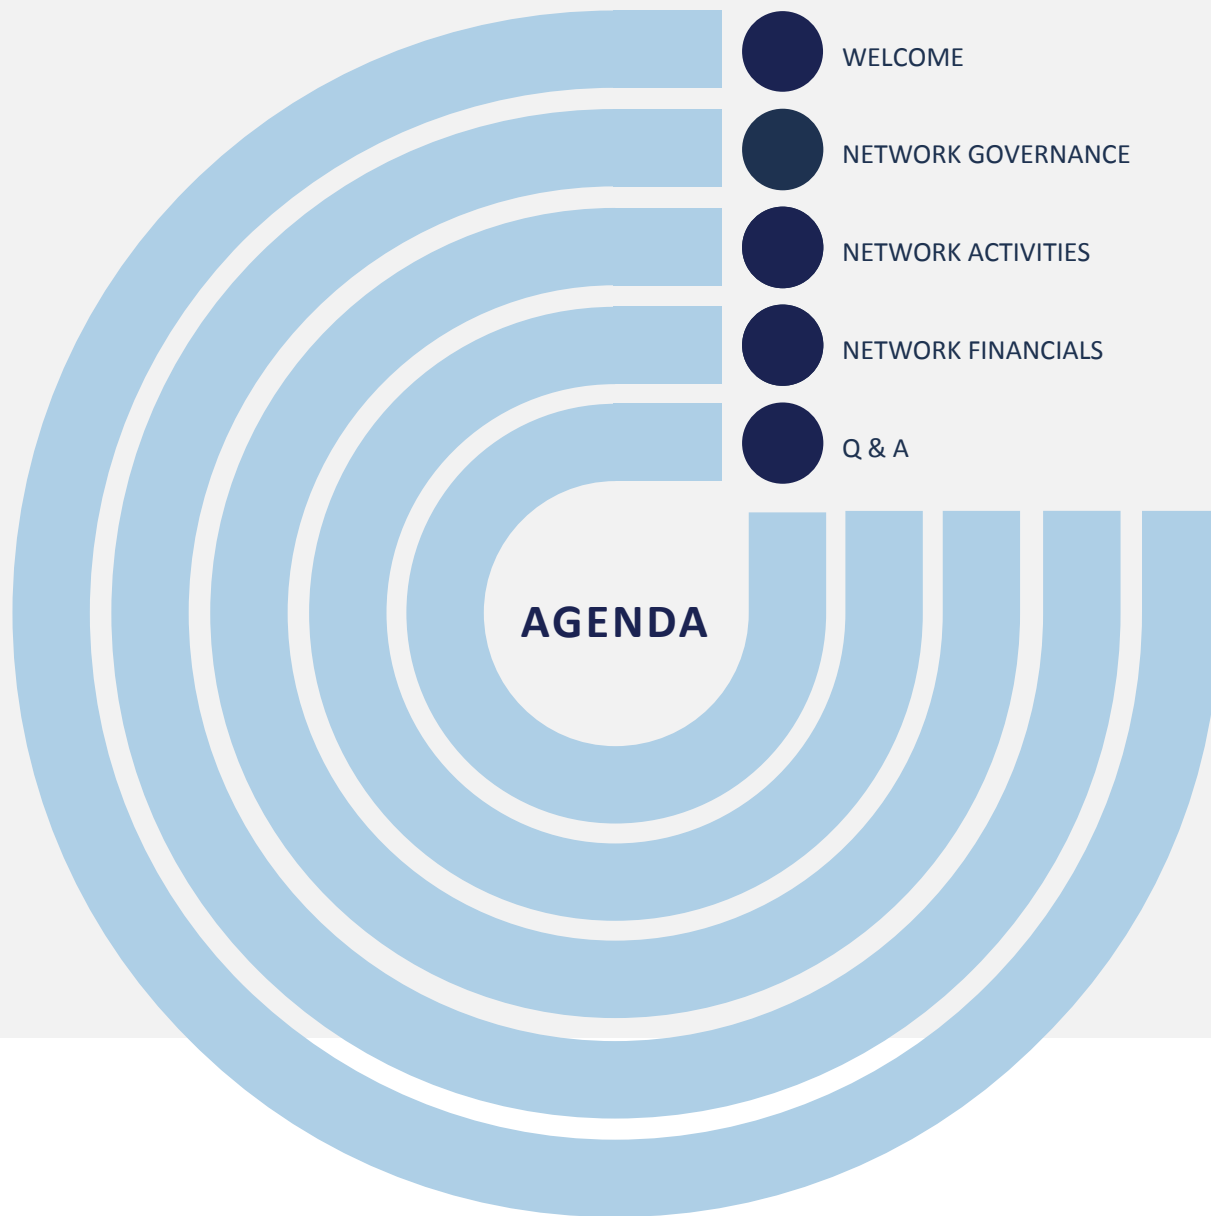 WELCOME
NETWORK GOVERNANCE
NETWORK ACTIVITIES
NETWORK FINANCIALS
Q & A
AGENDA